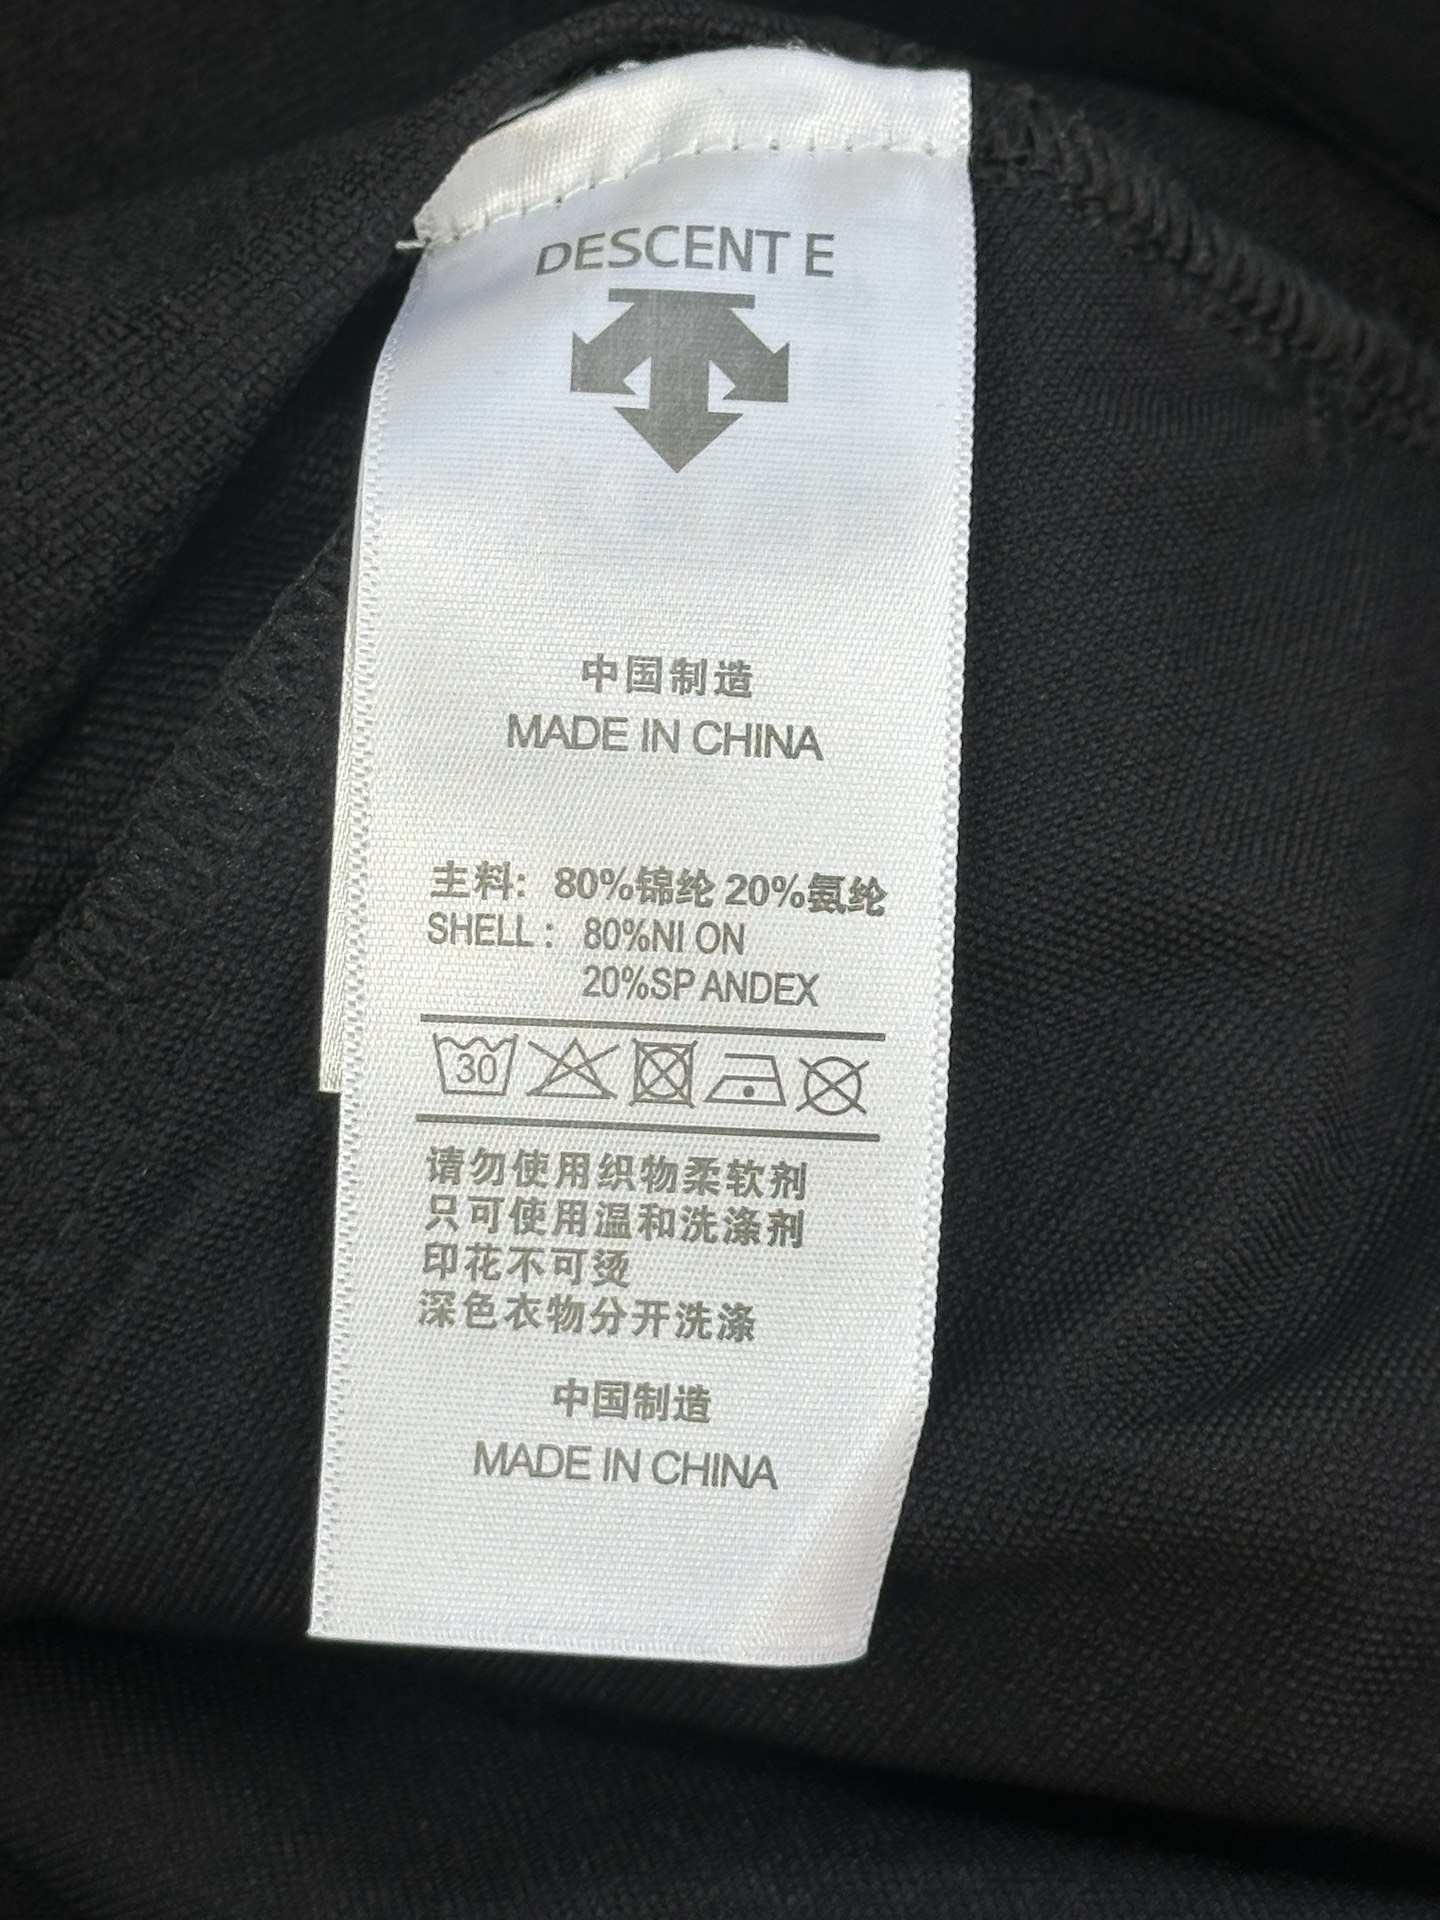 DESCENTE
中国制造
MADE IN CHINA
主料: 80%锦纶 20%氨纶
SHELL: 80%NI ON
20%SP ANDEX
30
请勿使用织物柔软剂
只可使用温和洗涤剂
印花不可烫
深色衣物分开洗涤
中国制造
MADE IN CHINA